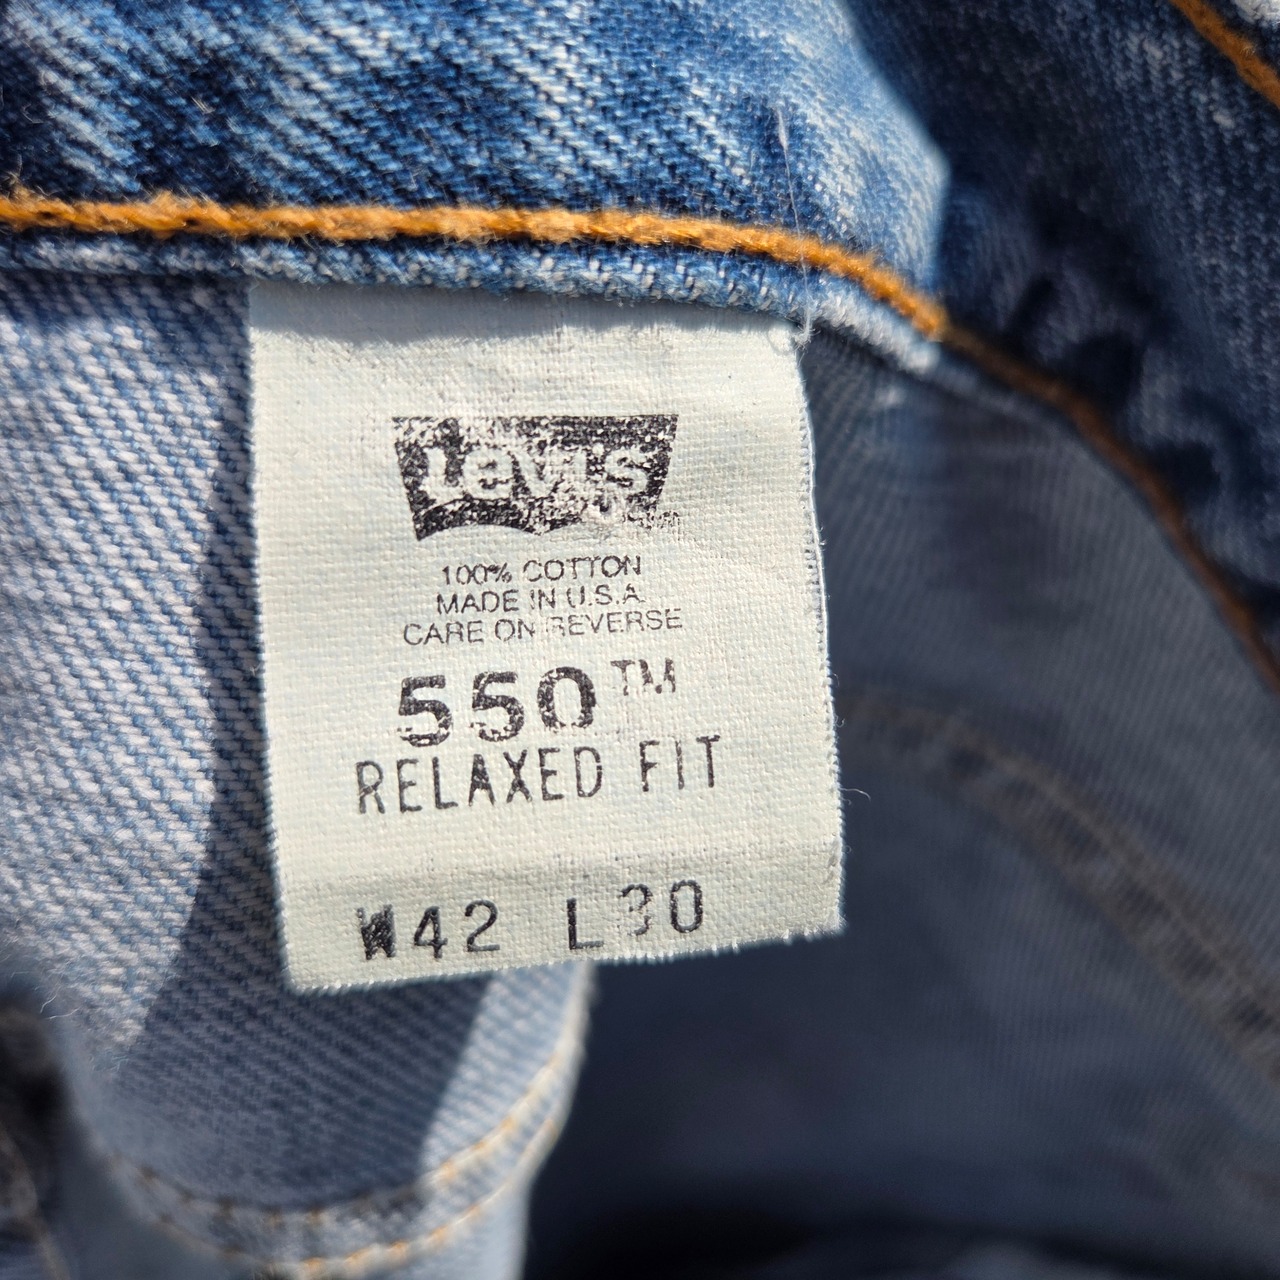 Levi's
100% COTTON
MADE IN U.S.A.
CARE ON REVERSE
550™
RELAXED FIT
W42 L30